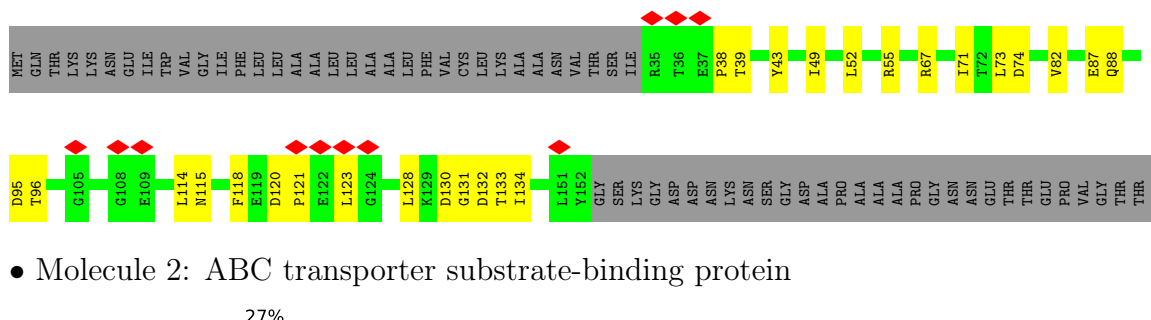 MET GLN THR LYS LYS ASN GLU ILE TRP VAL GLY ILE PHE LEU LEU ALA ALA LEU LEU ALA ALA LEU PHE VAL CYS LEU LYS ALA ALA ASN VAL THR SER ILE R35 T36 E37 P38 T39 Y43 I49 L52 R55 R67 I71 T72 L73 D74 V82 E87 Q88
D95 T96 G105 G108 E109 L114 N115 F118 E119 D120 P121 E122 L123 G124 L128 K129 D130 G131 D132 T133 I134 L151 Y152 GLY SER LYS GLY ASP ASP ASN LYS ASN SER GLY ASP ALA PRO ALA ALA ALA PRO GLY ASN ASN GLU THR THR GLU PRO VAL GLY THR THR
• Molecule 2: ABC transporter substrate-binding protein
27%